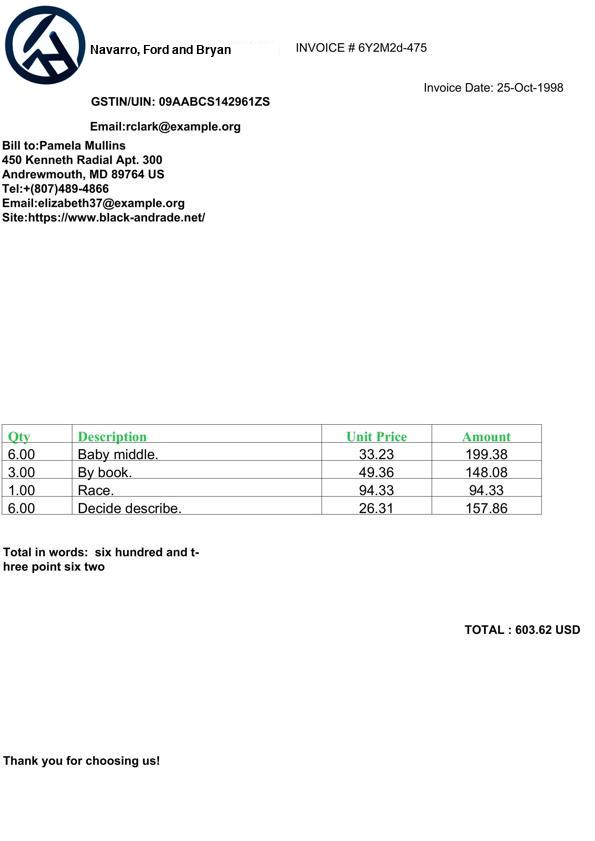 Navarro, Ford and Bryan
INVOICE # 6Y2M2d-475
Invoice Date: 25-Oct-1998
GSTIN/UIN: 09AABCS142961ZS
Email:rclark@example.org
Bill to:Pamela Mullins
450 Kenneth Radial Apt. 300
Andrewmouth, MD 89764 US
Tel:+(807)489-4866
Email:elizabeth37@example.org
Site:https://www.black-andrade.net/
Qty Description Unit Price Amount
6.00 Baby middle. 33.23 199.38
3.00 By book. 49.36 148.08
1.00 Race. 94.33 94.33
6.00 Decide describe. 26.31 157.86
Total in words: six hundred and t-
hree point six two
TOTAL : 603.62 USD
Thank you for choosing us!